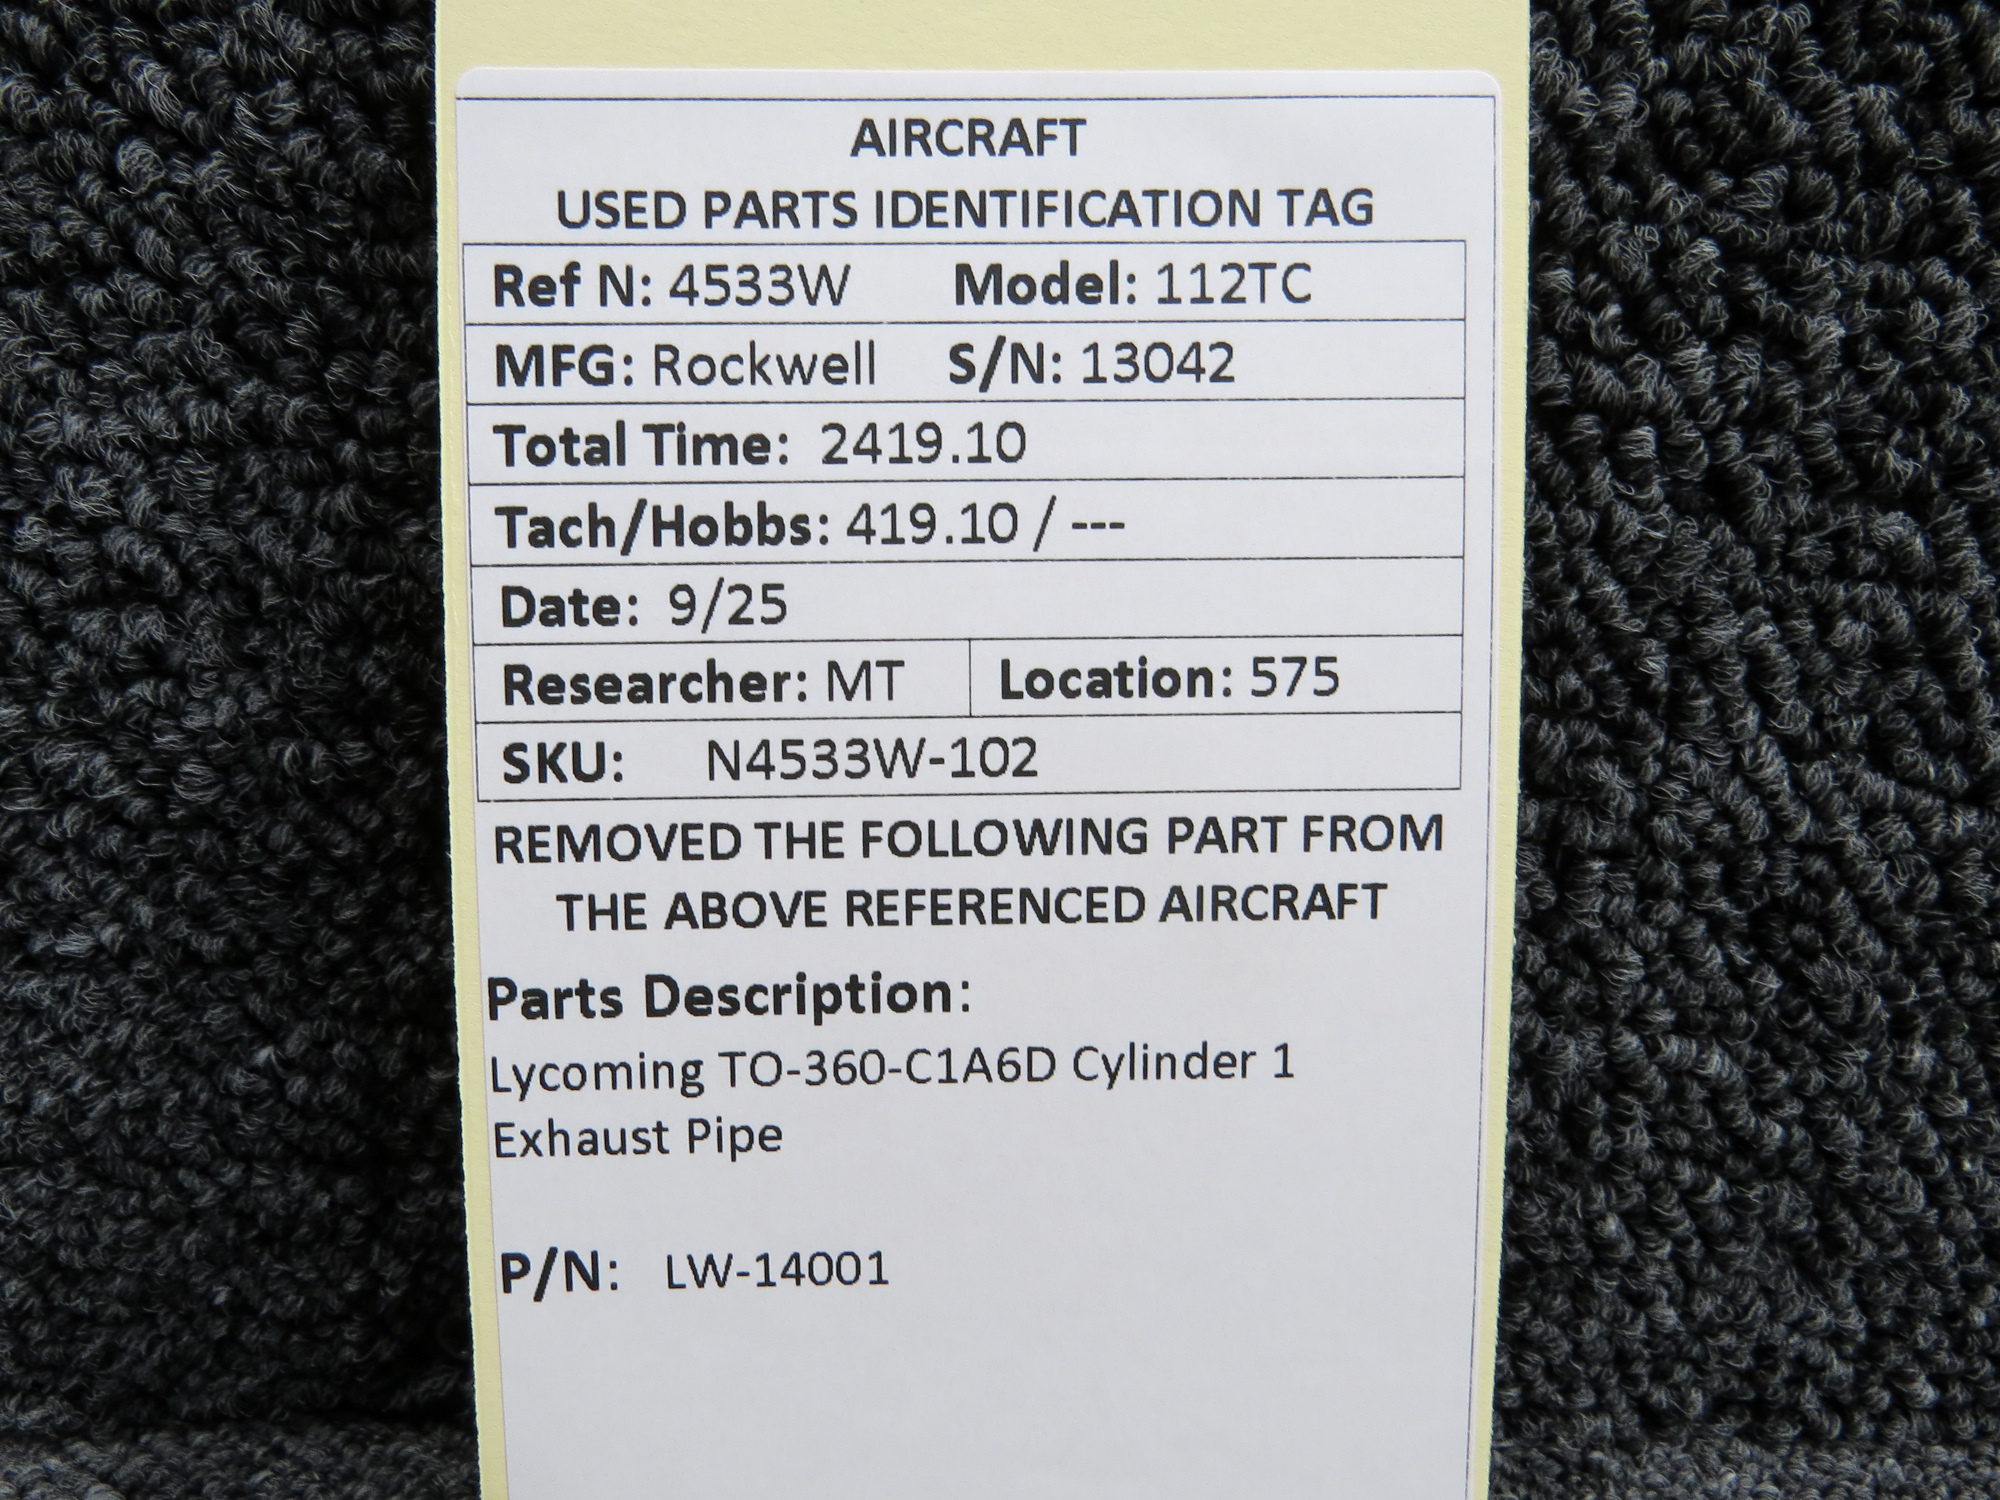 AIRCRAFT
USED PARTS IDENTIFICATION TAG
Ref N: 4533W Model: 112TC
MFG: Rockwell S/N: 13042
Total Time: 2419.10
Tach/Hobbs: 419.10 / ---
Date: 9/25
Researcher: MT Location: 575
SKU: N4533W-102
REMOVED THE FOLLOWING PART FROM
THE ABOVE REFERENCED AIRCRAFT
Parts Description:
Lycoming TO-360-C1A6D Cylinder 1
Exhaust Pipe
P/N: LW-14001